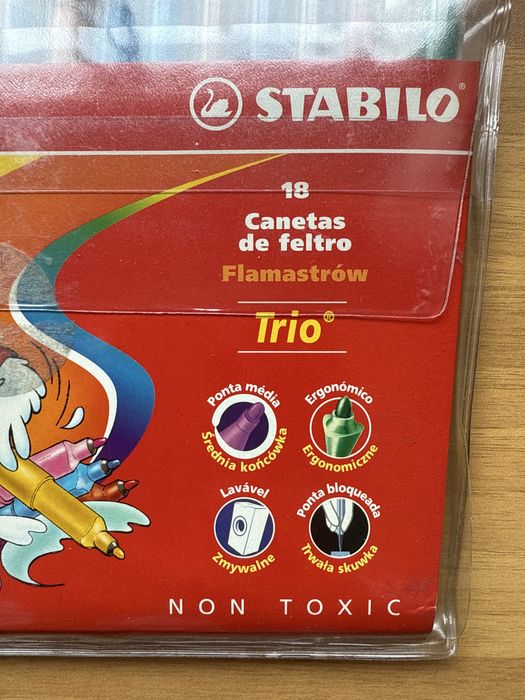 STABILO®
18
Canetas
de feltro
Flamastrów
Trio®
Ponta média
Średnia końcówka
Ergonómico
Ergonomiczne
Lavável
Zmywalne
Ponta bloqueada
Trwała skuwka
NON TOXIC